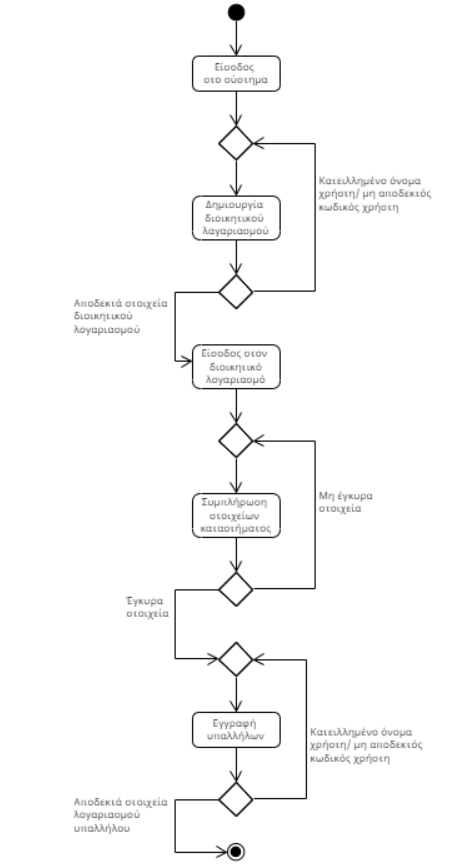 Είσοδος
στο σύστημα
Κατειλλημένο όνομα
χρήστη/ μη αποδεκτός
κωδικός χρήστη
Δημιουργία
διοικητικού
λαγαριασμού
Αποδεκτά στοιχεία
διοικητικού
λογαριασμού
Είσοδος στον
διοικητικό
λογαριασμό
Μη έγκυρα
στοιχεία
Συμπλήρωση
στοιχείων
καταστήματος
Έγκυρα
στοιχεία
Εγγραφή
υπαλλήλων
Κατειλλημένο όνομα
χρήστη/ μη αποδεκτός
κωδικός χρήστη
Αποδεκτά στοιχεία
λογαριασμού
υπαλλήλου